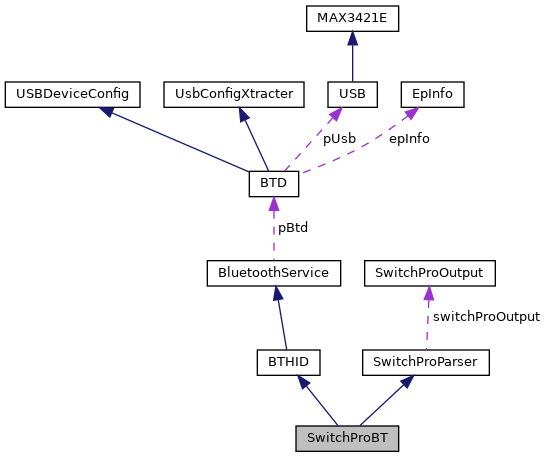 MAX3421E
USBDeviceConfig
UsbConfigXtracter
USB
EpInfo
pUsb
epInfo
BTD
pBtd
BluetoothService
SwitchProOutput
switchProOutput
BTHID
SwitchProParser
SwitchProBT